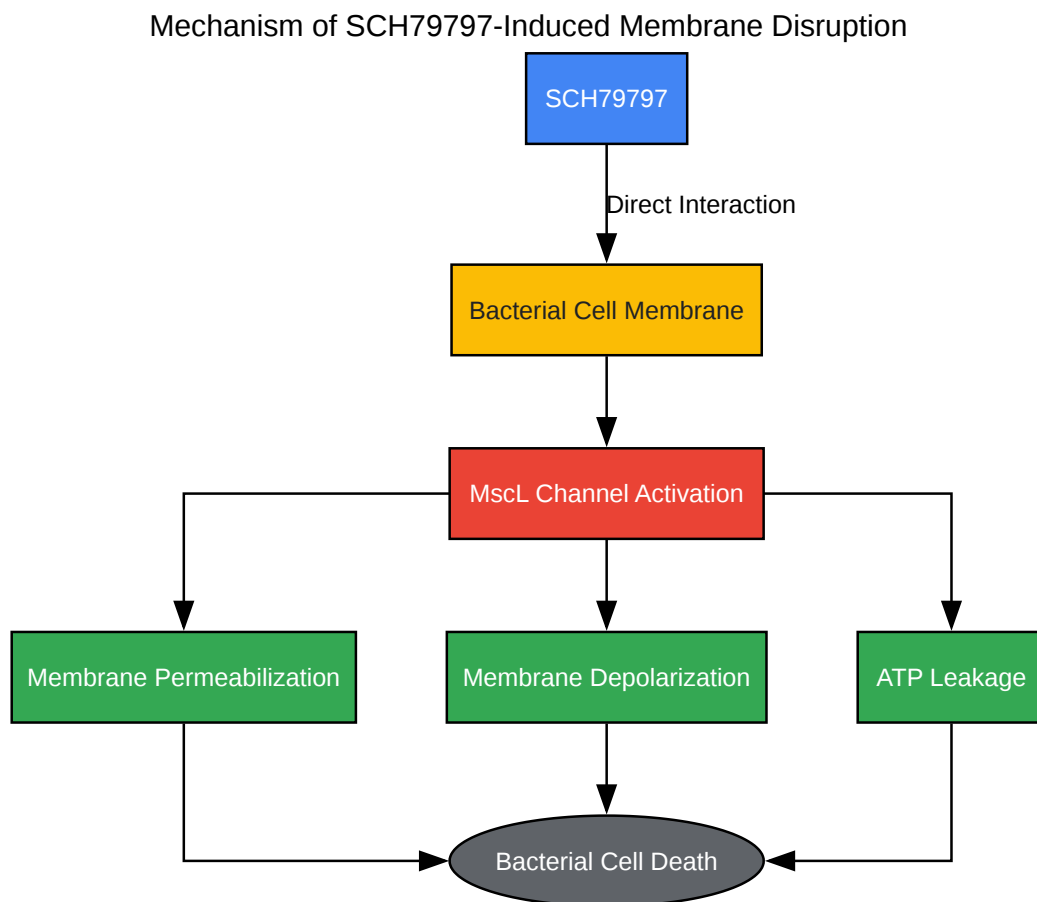 Mechanism of SCH79797-Induced Membrane Disruption
SCH79797
Direct Interaction
Bacterial Cell Membrane
MscL Channel Activation
Membrane Permeabilization
Membrane Depolarization
ATP Leakage
Bacterial Cell Death